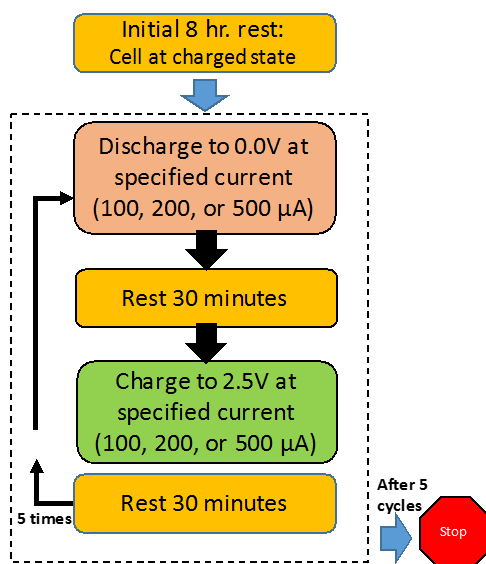 Initial 8 hr. rest:
Cell at charged state
Discharge to 0.0V at
specified current
(100, 200, or 500 µA)
Rest 30 minutes
Charge to 2.5V at
specified current
(100, 200, or 500 µA)
Rest 30 minutes
5 times
After 5
cycles
Stop